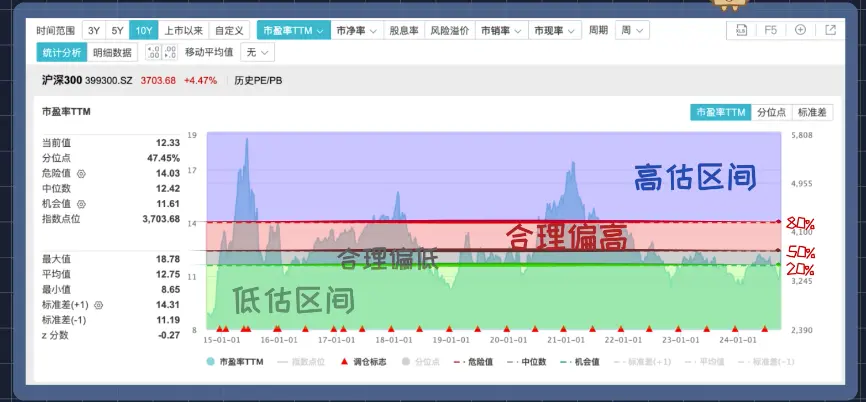 时间范围 3Y 5Y 10Y 上市以来 自定义 市盈率TTM 市净率 股息率 风险溢价 市销率 市现率 周期 周 F5
统计分析 明细数据 移动平均值 无
沪深300 399300.SZ 3703.68 +4.47% 历史PE/PB
市盈率TTM
市盈率TTM 分位点 标准差
当前值 12.33
分位点 47.45%
危险值 14.03
中位数 12.42
机会值 11.61
指数点位 3,703.68
最大值 18.78
平均值 12.75
最小值 8.65
标准差(+1) 14.31
标准差(-1) 11.19
z 分数 -0.27
19
17
14
12
11
8
5,808
4,955
4,100
3,245
2,390
高估区间
合理偏高
合理偏低
低估区间
80%
50%
20%
15-01-01 16-01-01 17-01-01 18-01-01 19-01-01 20-01-01 21-01-01 22-01-01 23-01-01 24-01-01
市盈率TTM 指数点位 调仓标志 分位点 危险值 中位数 机会值 标准差(+1) 平均值 标准差(-1)